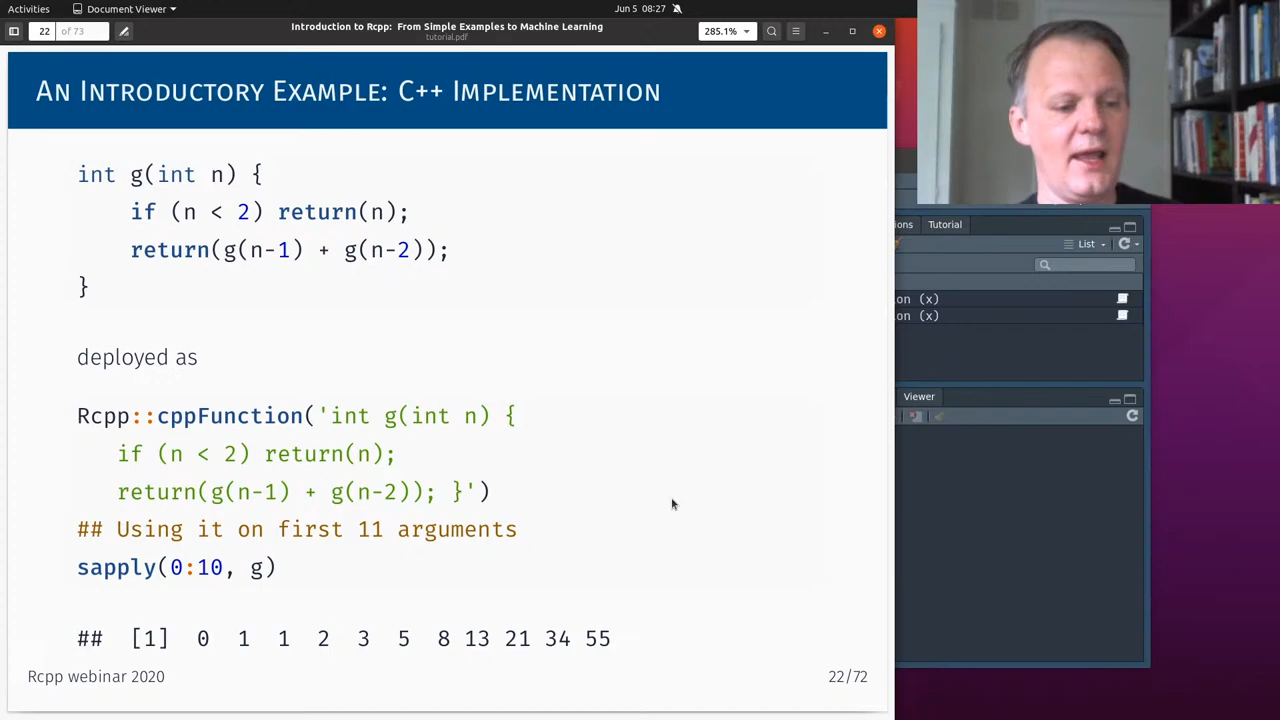 Activities
Document Viewer
Jun 5 08:27
22
of 73
Introduction to Rcpp: From Simple Examples to Machine Learning
tutorial.pdf
285.1%
AN INTRODUCTORY EXAMPLE: C++ IMPLEMENTATION
int g(int n) {
if (n < 2) return(n);
return(g(n-1) + g(n-2));
}
deployed as
Rcpp::cppFunction('int g(int n) {
if (n < 2) return(n);
return(g(n-1) + g(n-2)); }')
## Using it on first 11 arguments
sapply(0:10, g)
## [1] 0 1 1 2 3 5 8 13 21 34 55
Rcpp webinar 2020
22/72
ions
Tutorial
List
on (x)
on (x)
Viewer